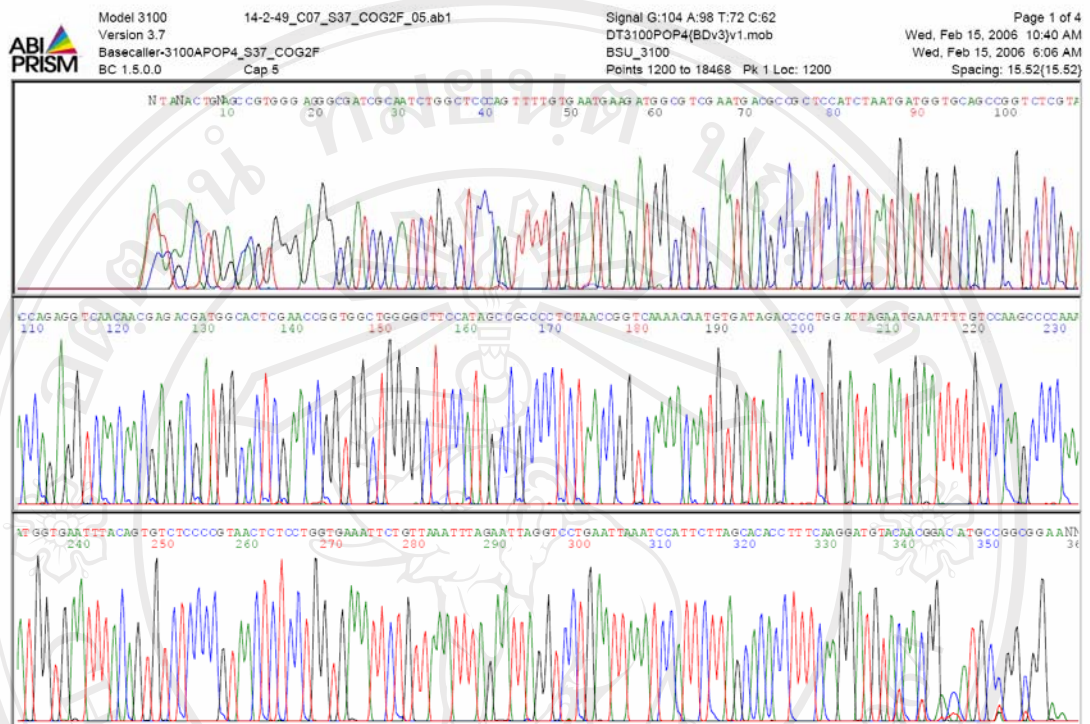 ABI
PRISM
Model 3100 14-2-49_C07_S37_COG2F_05.ab1 Signal G:104 A:98 T:72 C:62 Page 1 of 4
Version 3.7 DT3100POP4{BDv3}v1.mob Wed, Feb 15, 2006 10:40 AM
Basecaller-3100APOP4_S37_COG2F BSU_3100 Wed, Feb 15, 2006 6:06 AM
BC 1.5.0.0 Cap 5 Points 1200 to 18468 Pk 1 Loc: 1200 Spacing: 15.52{15.52}
NTANACTGNAGCCGTGGGAGGGCGATCGCAATCTGGCTCCCAGTTTTGTGAATGAAGATGGCGTCGAATGACGCCGCTCCATCTAATGATGGTGCAGCCGGTCTCGTA
10 20 30 40 50 60 70 80 90 100
CCAGAGGTCAACAACGAGACGATGGCACTCGAACCGGTGGCTGGGGCTTCCATAGCCGCCCCTCTAACCGGTCAAAACAATGTGATAGACCCCTGGATTAGAATGAATTTTGTCCAAGCCCCAAA
110 120 130 140 150 160 170 180 190 200 210 220 230
ATGGTGAATTTACAGTGTCTCCCCGTAACTCTCCTGGTGAAATTCTGTTAAATTTAGAATTAGGTCCTGAATTAAATCCATTCTTAGCACACCTTTCAAGGATGTACAACGGACATGCCGGCGGAANN
240 250 260 270 280 290 300 310 320 330 340 350 36